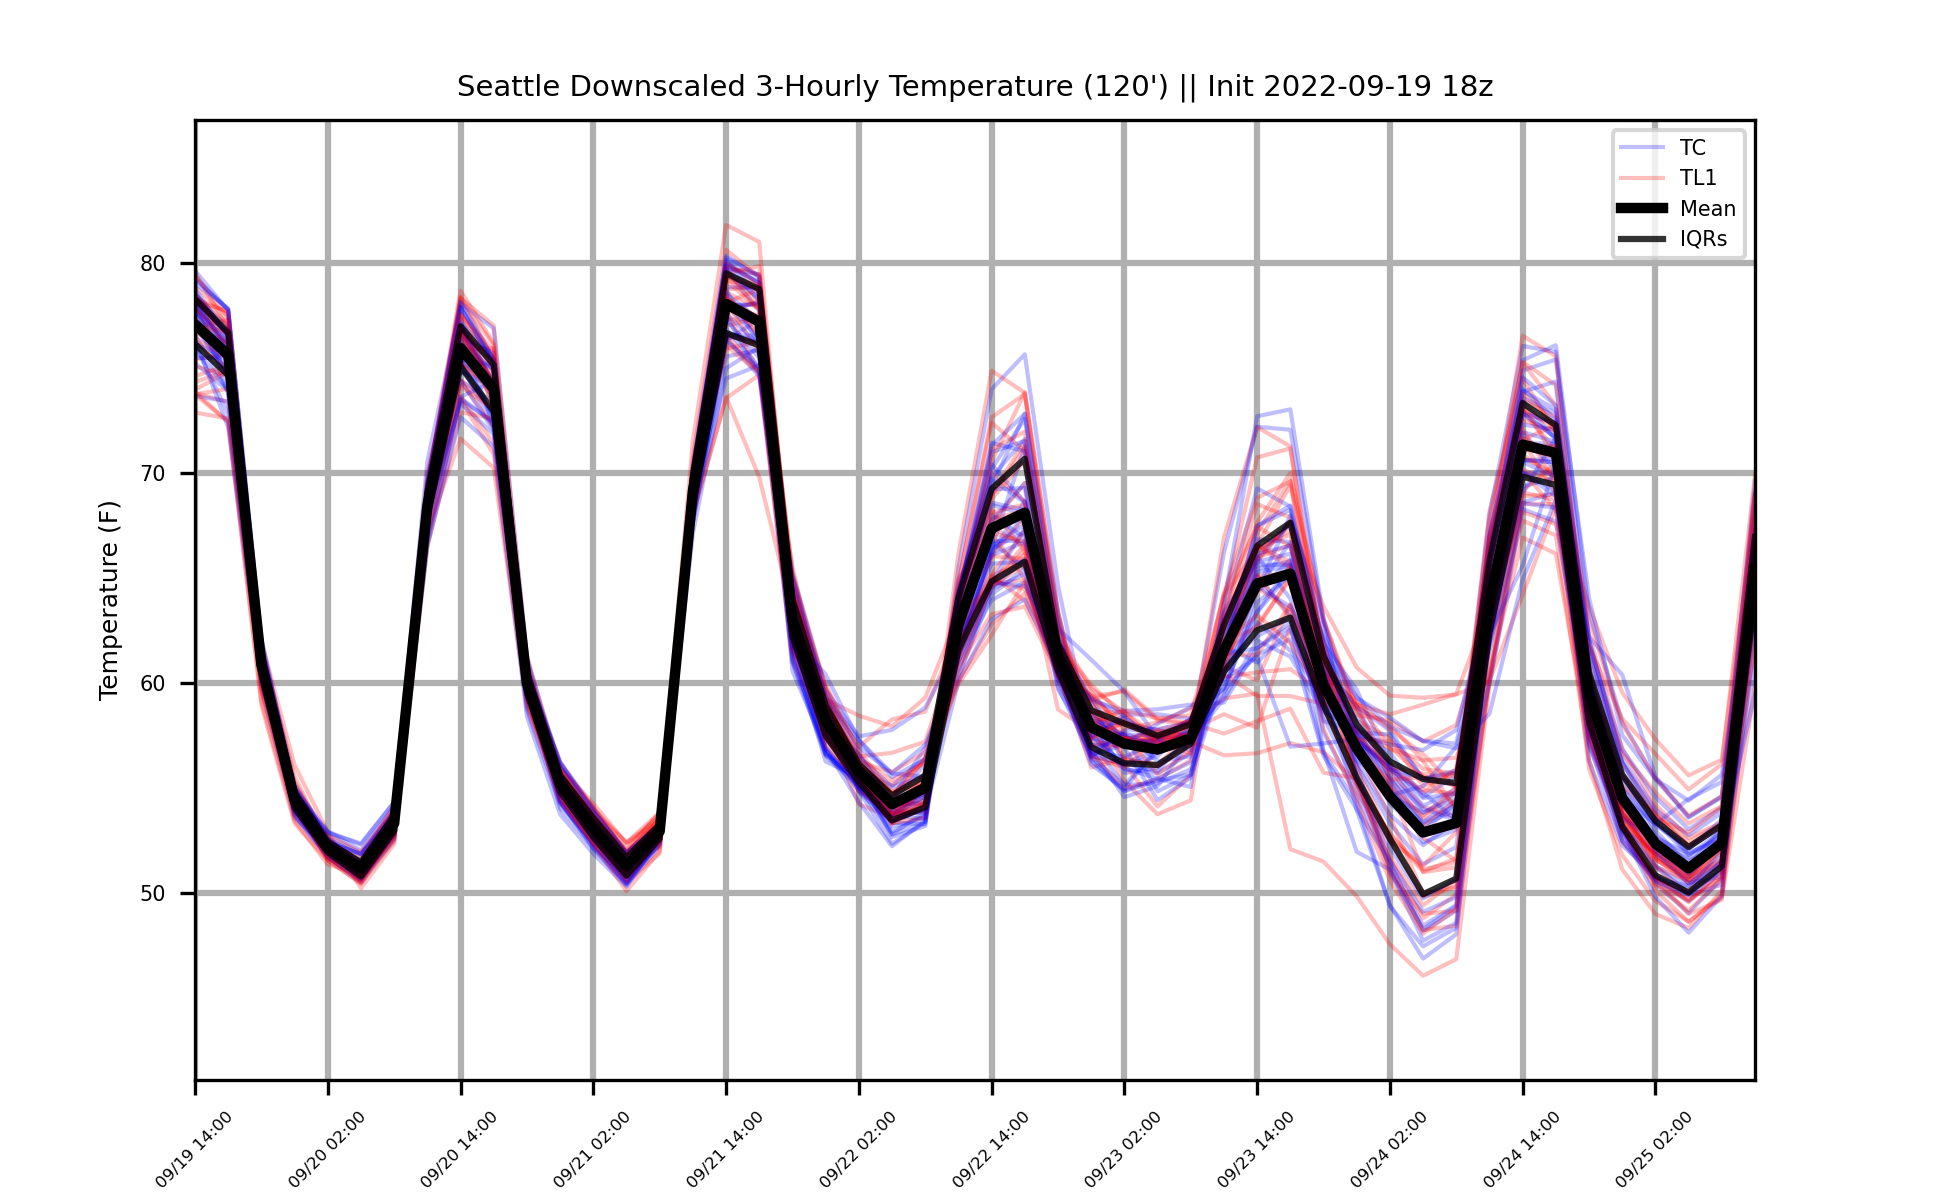 Seattle Downscaled 3-Hourly Temperature (120') || Init 2022-09-19 18z
TC
TL1
Mean
IQRs
Temperature (F)
80
70
60
50
09/19 14:00
09/20 02:00
09/20 14:00
09/21 02:00
09/21 14:00
09/22 02:00
09/22 14:00
09/23 02:00
09/23 14:00
09/24 02:00
09/24 14:00
09/25 02:00